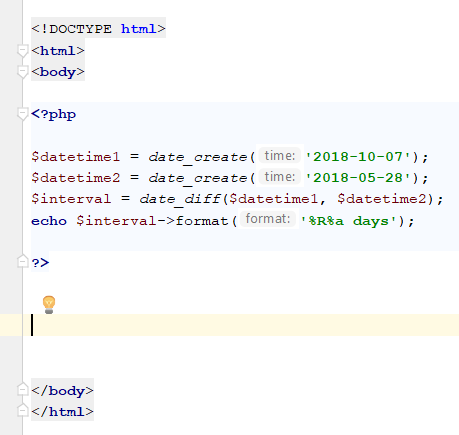 <!DOCTYPE html>
<html>
<body>
<?php
$datetime1 = date_create( time: '2018-10-07');
$datetime2 = date_create( time: '2018-05-28');
$interval = date_diff($datetime1, $datetime2);
echo $interval->format( format: '%R%a days');
?>
</body>
</html>